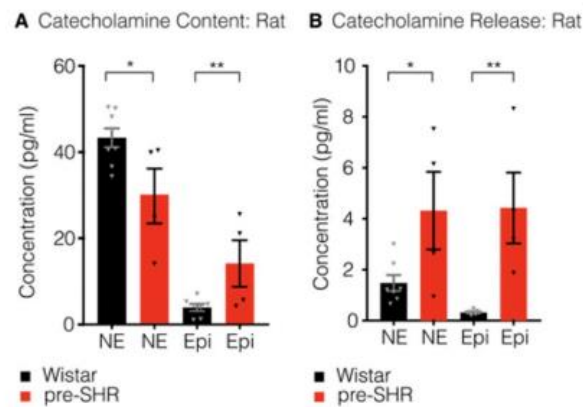 A Catecholamine Content: Rat
Concentration (pg/ml)
60
40
20
0
* **
NE NE Epi Epi
Wistar
pre-SHR
B Catecholamine Release: Rat
Concentration (pg/ml)
10
8
6
4
2
0
* **
NE NE Epi Epi
Wistar
pre-SHR